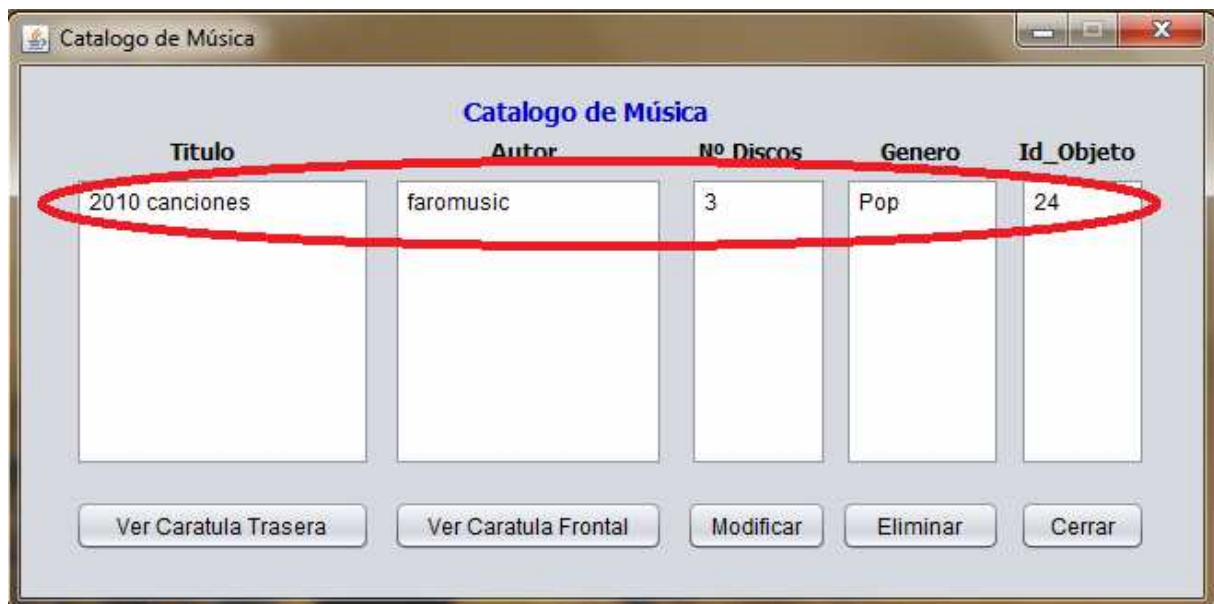 Catalogo de Música
Catalogo de Música
Titulo Autor Nº Discos Genero Id_Objeto
2010 canciones faromusic 3 Pop 24
Ver Caratula Trasera Ver Caratula Frontal Modificar Eliminar Cerrar